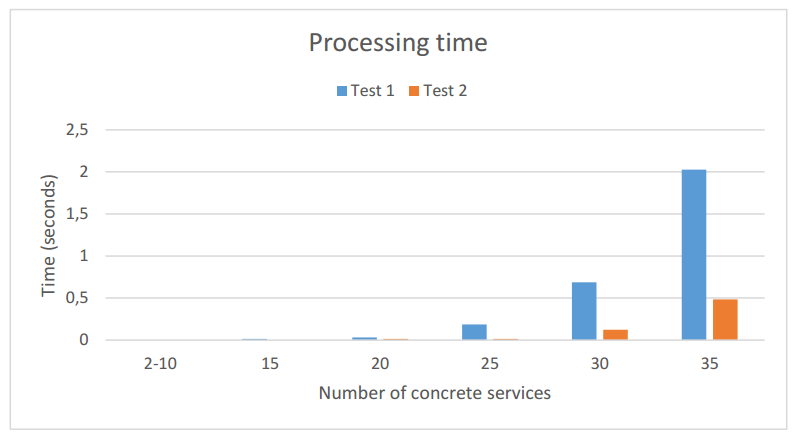 Processing time
Test 1 Test 2
2,5
2
1,5
1
0,5
0
Time (seconds)
2-10 15 20 25 30 35
Number of concrete services